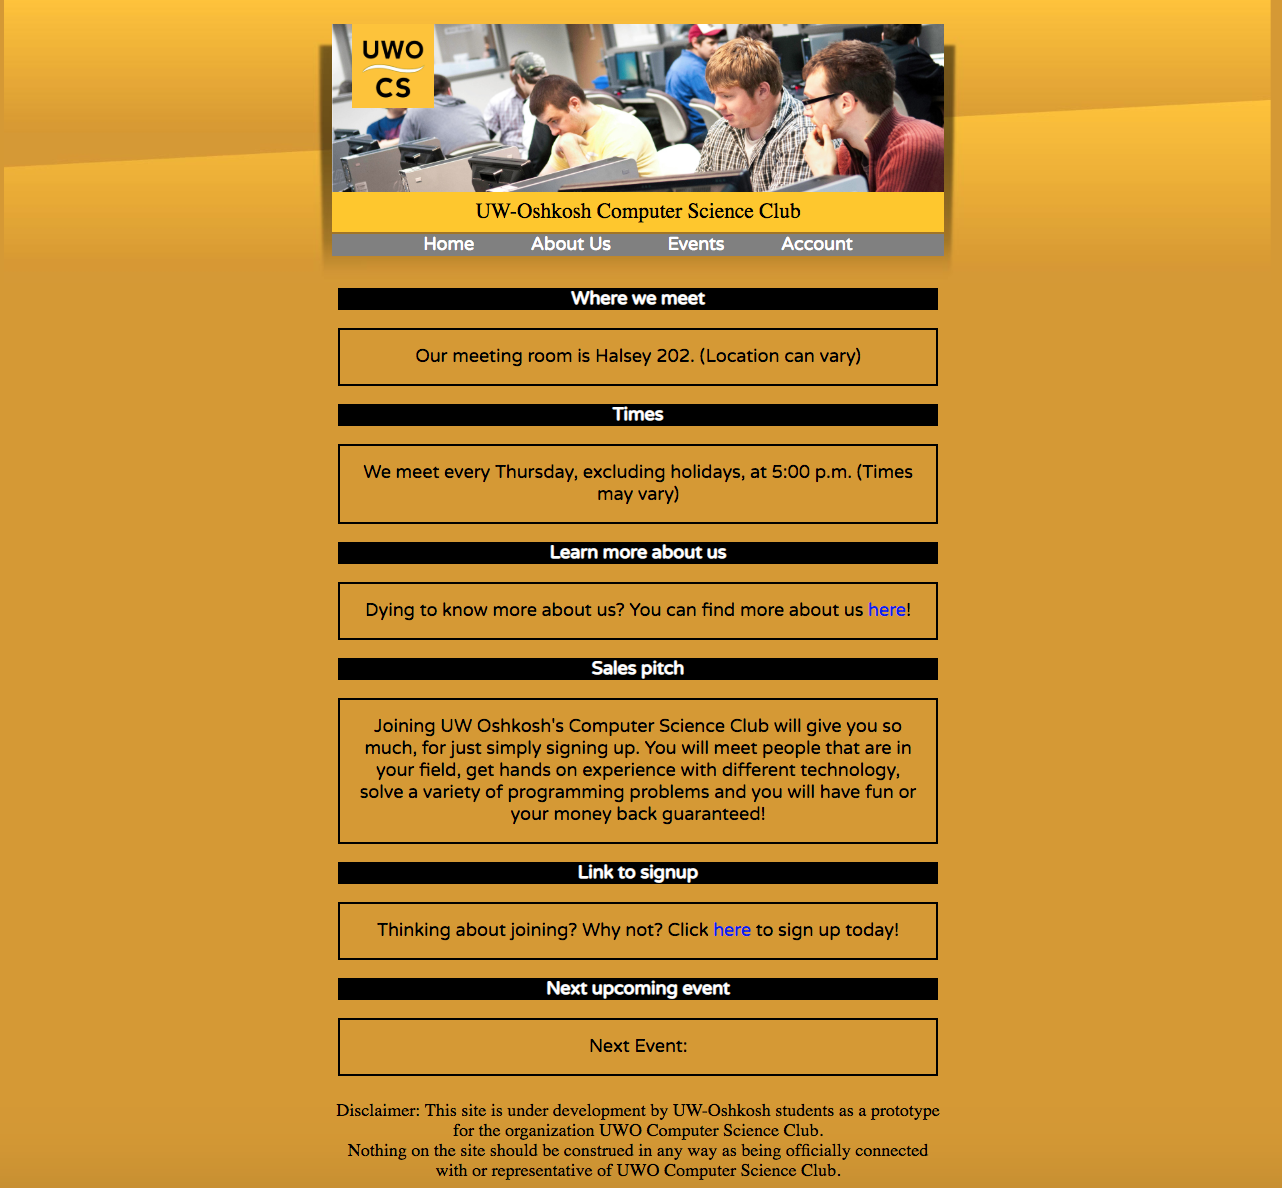 UWO
CS
UW-Oshkosh Computer Science Club
Home About Us Events Account
Where we meet
Our meeting room is Halsey 202. (Location can vary)
Times
We meet every Thursday, excluding holidays, at 5:00 p.m. (Times
may vary)
Learn more about us
Dying to know more about us? You can find more about us here!
Sales pitch
Joining UW Oshkosh's Computer Science Club will give you so
much, for just simply signing up. You will meet people that are in
your field, get hands on experience with different technology,
solve a variety of programming problems and you will have fun or
your money back guaranteed!
Link to signup
Thinking about joining? Why not? Click here to sign up today!
Next upcoming event
Next Event:
Disclaimer: This site is under development by UW-Oshkosh students as a prototype
for the organization UWO Computer Science Club.
Nothing on the site should be construed in any way as being officially connected
with or representative of UWO Computer Science Club.